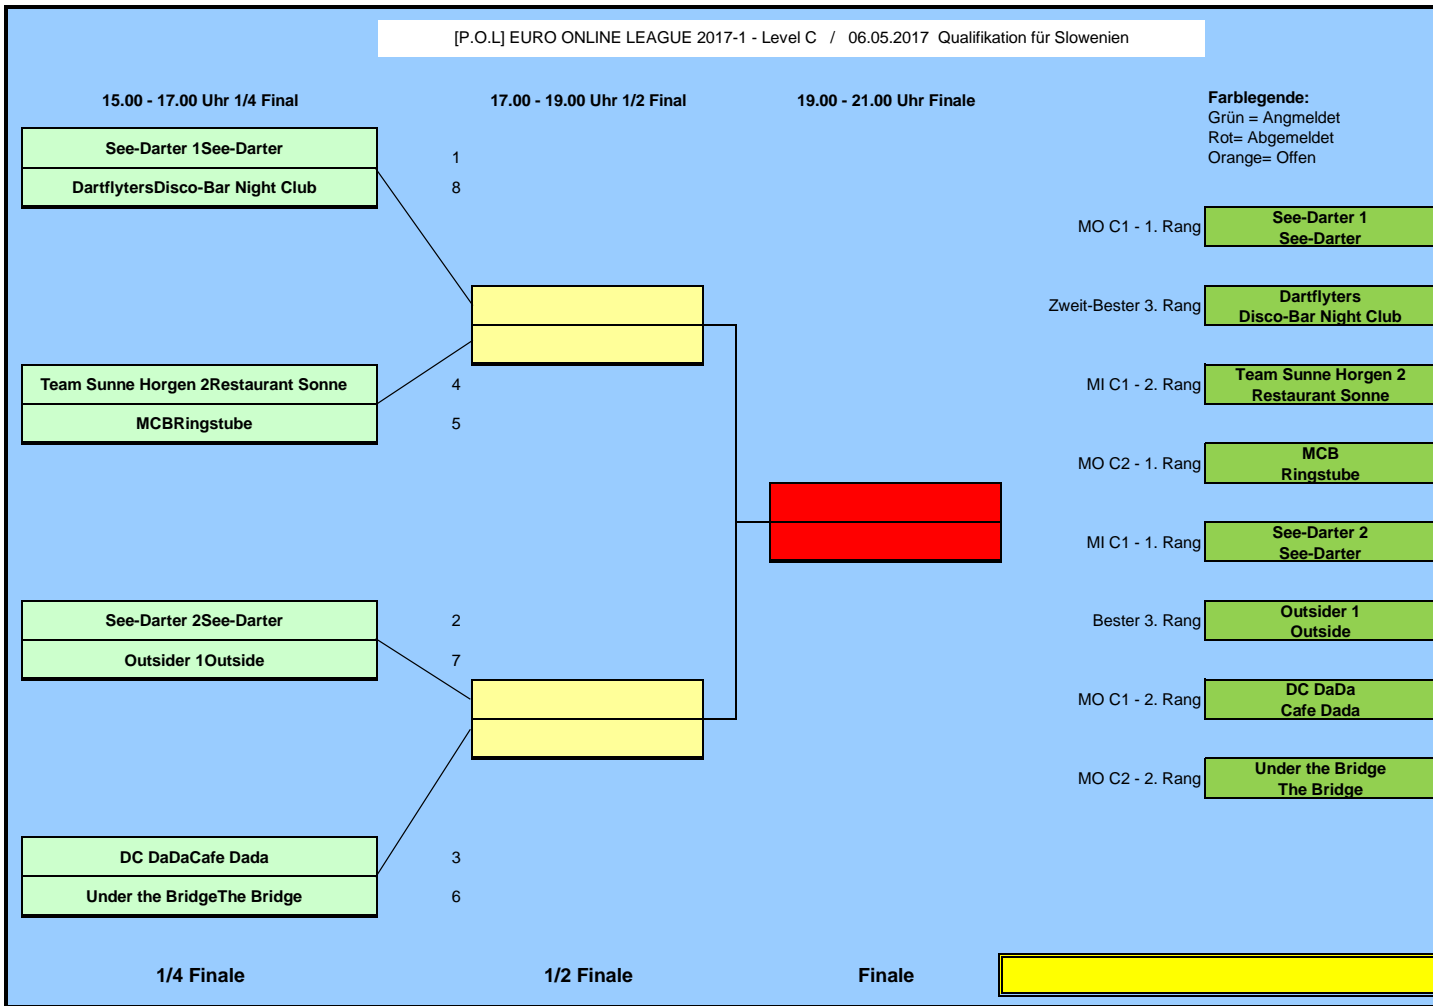 [P.O.L] EURO ONLINE LEAGUE 2017-1 - Level C / 06.05.2017 Qualifikation für Slowenien
15.00 - 17.00 Uhr 1/4 Final
17.00 - 19.00 Uhr 1/2 Final
19.00 - 21.00 Uhr Finale
Farblegende:
Grün = Angmeldet
Rot= Abgemeldet
Orange= Offen
See-Darter 1See-Darter
1
DartflytersDisco-Bar Night Club
8
MO C1 - 1. Rang
See-Darter 1
See-Darter
Zweit-Bester 3. Rang
Dartflyters
Disco-Bar Night Club
Team Sunne Horgen 2Restaurant Sonne
4
MCBRingstube
5
MI C1 - 2. Rang
Team Sunne Horgen 2
Restaurant Sonne
MO C2 - 1. Rang
MCB
Ringstube
MI C1 - 1. Rang
See-Darter 2
See-Darter
See-Darter 2See-Darter
2
Outsider 1Outside
7
Bester 3. Rang
Outsider 1
Outside
MO C1 - 2. Rang
DC DaDa
Cafe Dada
MO C2 - 2. Rang
Under the Bridge
The Bridge
DC DaDaCafe Dada
3
Under the BridgeThe Bridge
6
1/4 Finale
1/2 Finale
Finale